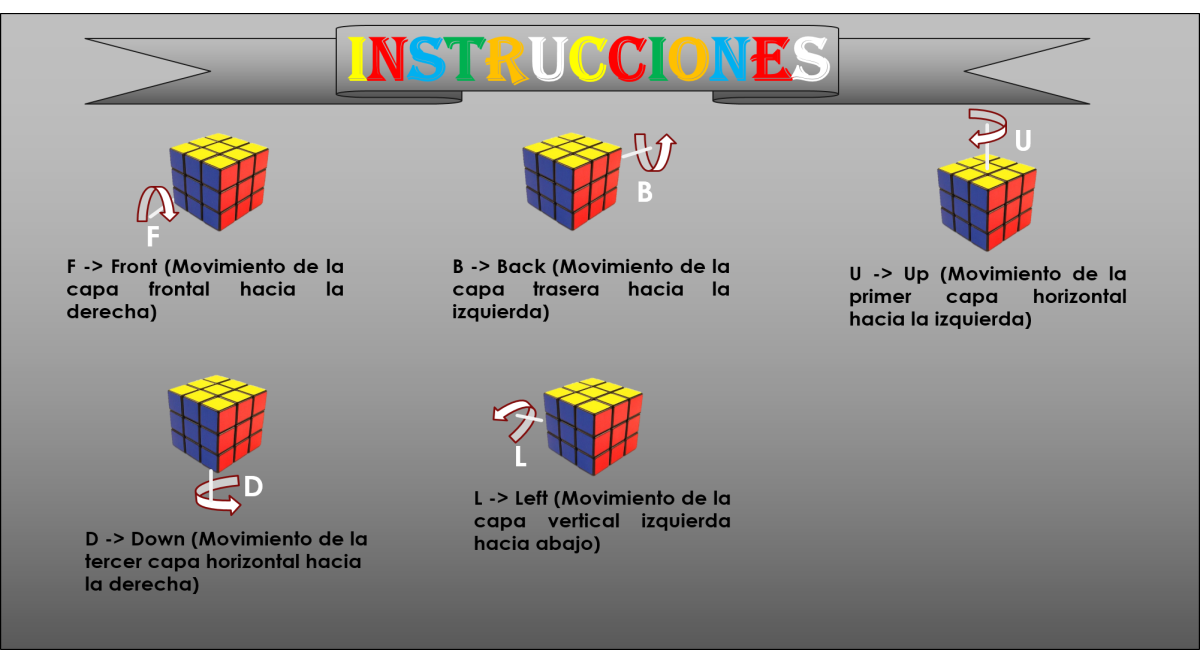 INSTRUCCIONES
F
F -> Front (Movimiento de la
capa frontal hacia la
derecha)
B
B -> Back (Movimiento de la
capa trasera hacia la
izquierda)
U
U -> Up (Movimiento de la
primer capa horizontal
hacia la izquierda)
D
D -> Down (Movimiento de la
tercer capa horizontal hacia
la derecha)
L
L -> Left (Movimiento de la
capa vertical izquierda
hacia abajo)